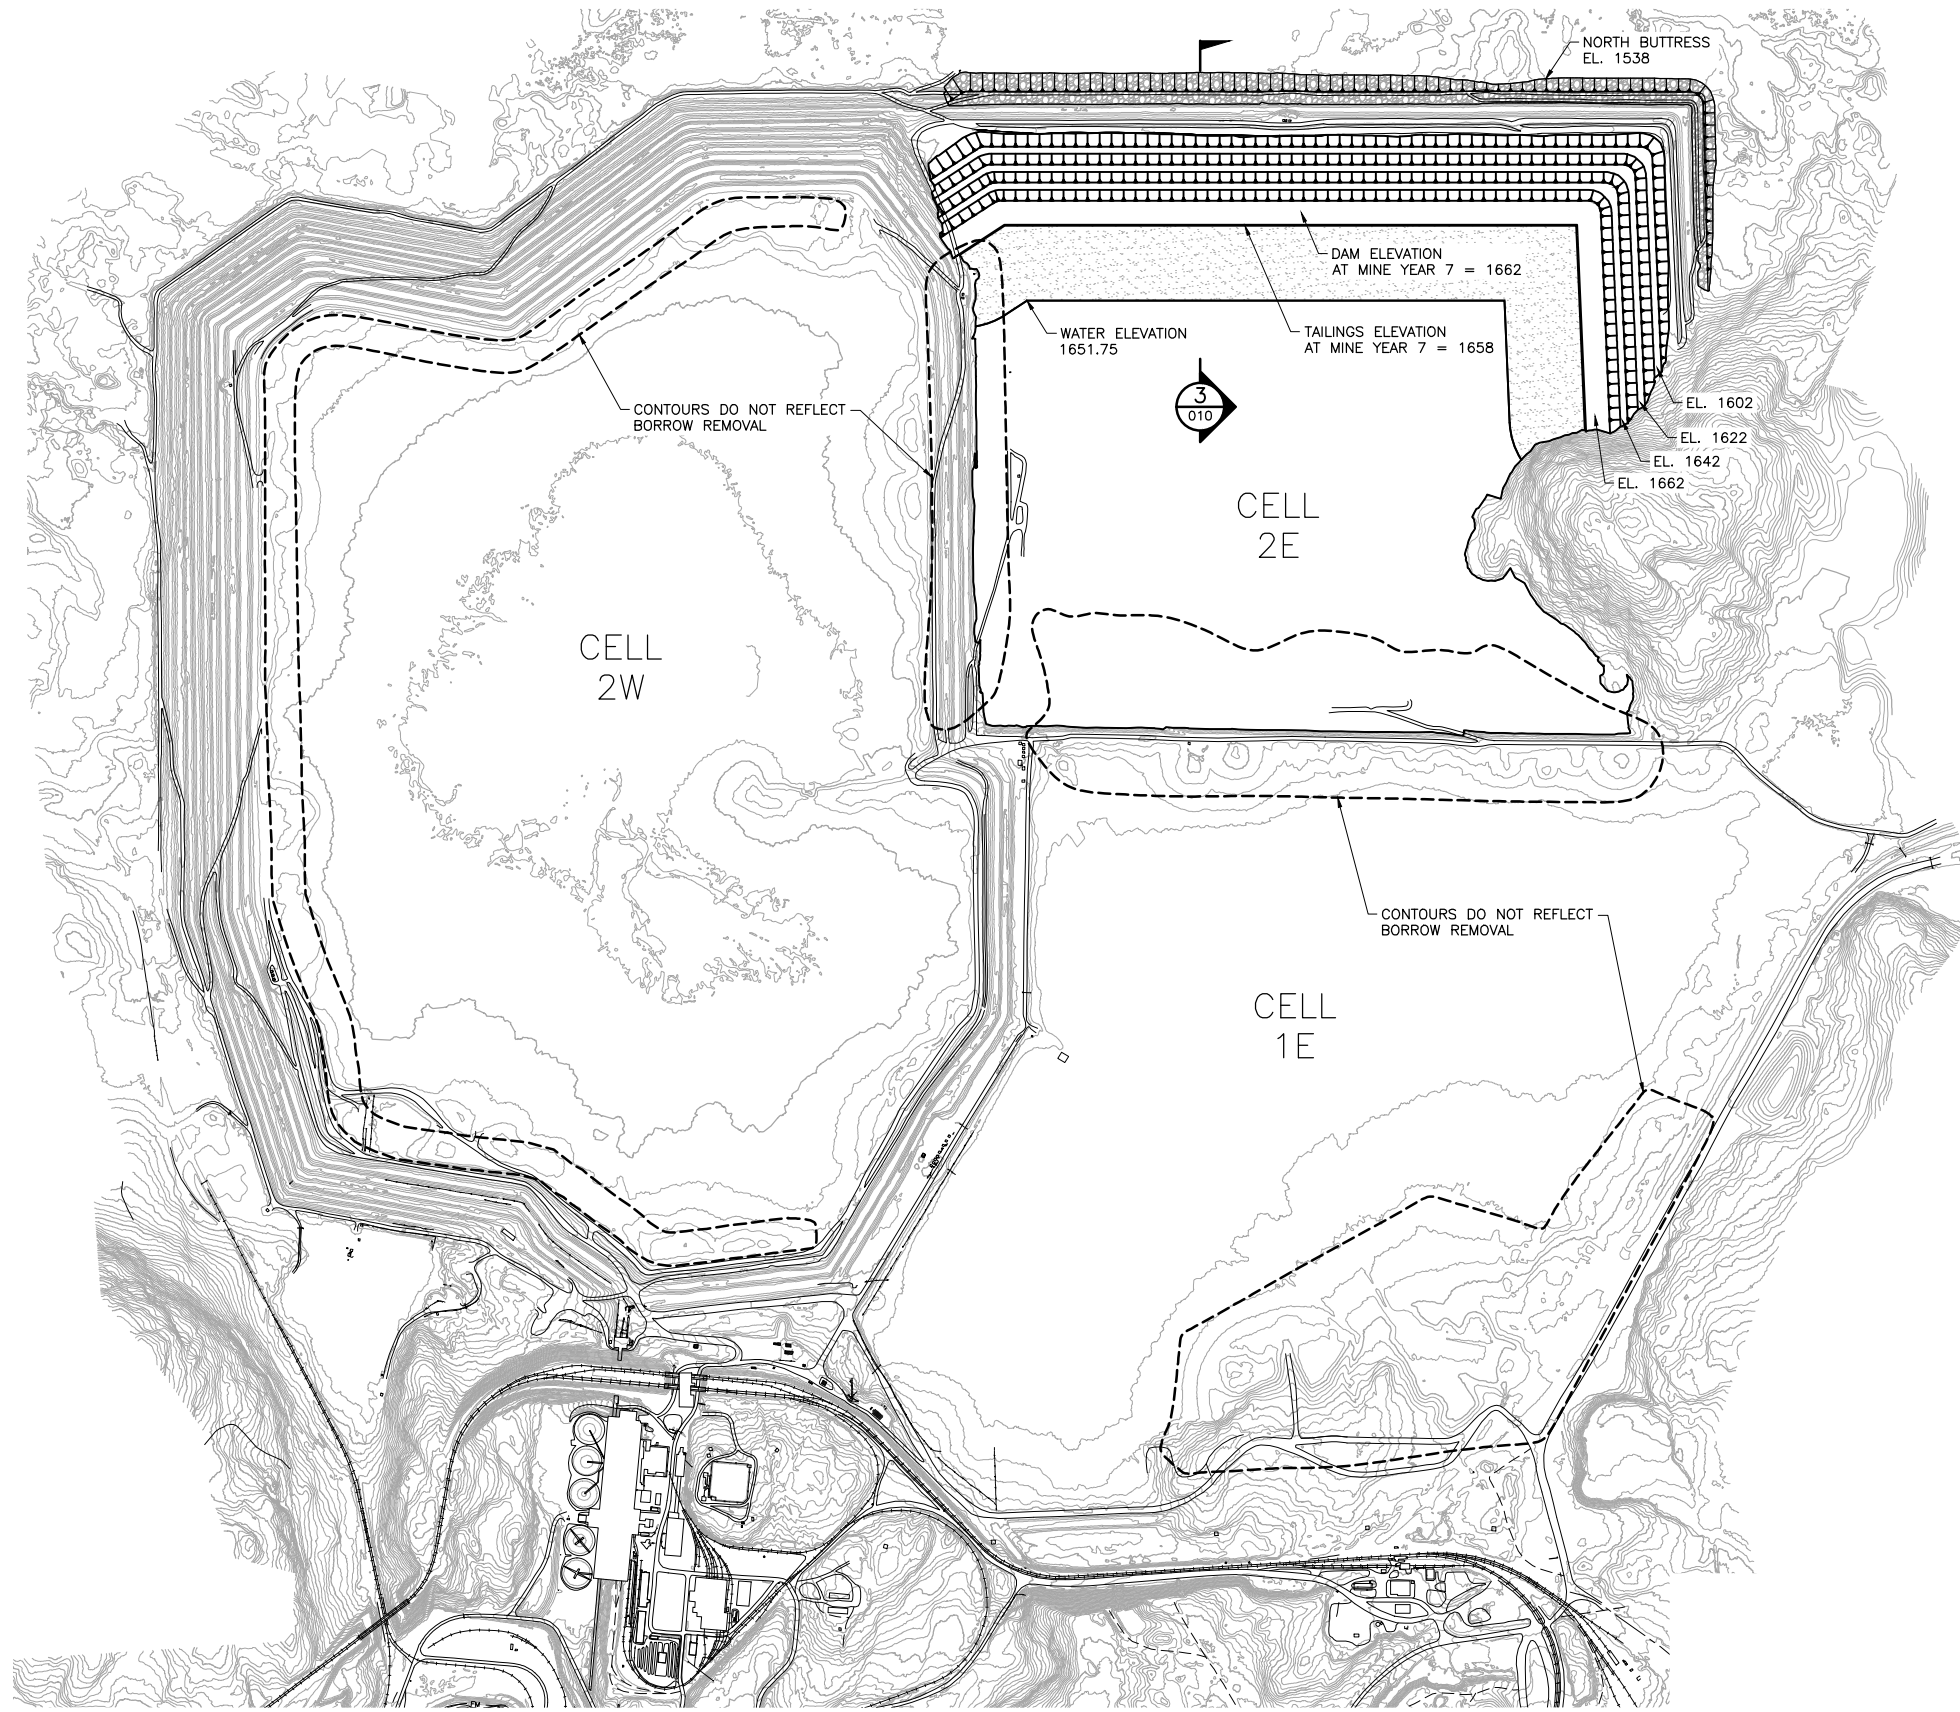 NORTH BUTTRESS
EL. 1538
DAM ELEVATION
AT MINE YEAR 7 = 1662
WATER ELEVATION
1651.75
TAILINGS ELEVATION
AT MINE YEAR 7 = 1658
3
010
CONTOURS DO NOT REFLECT
BORROW REMOVAL
EL. 1602
EL. 1622
EL. 1642
EL. 1662
CELL
2E
CELL
2W
CONTOURS DO NOT REFLECT
BORROW REMOVAL
CELL
1E